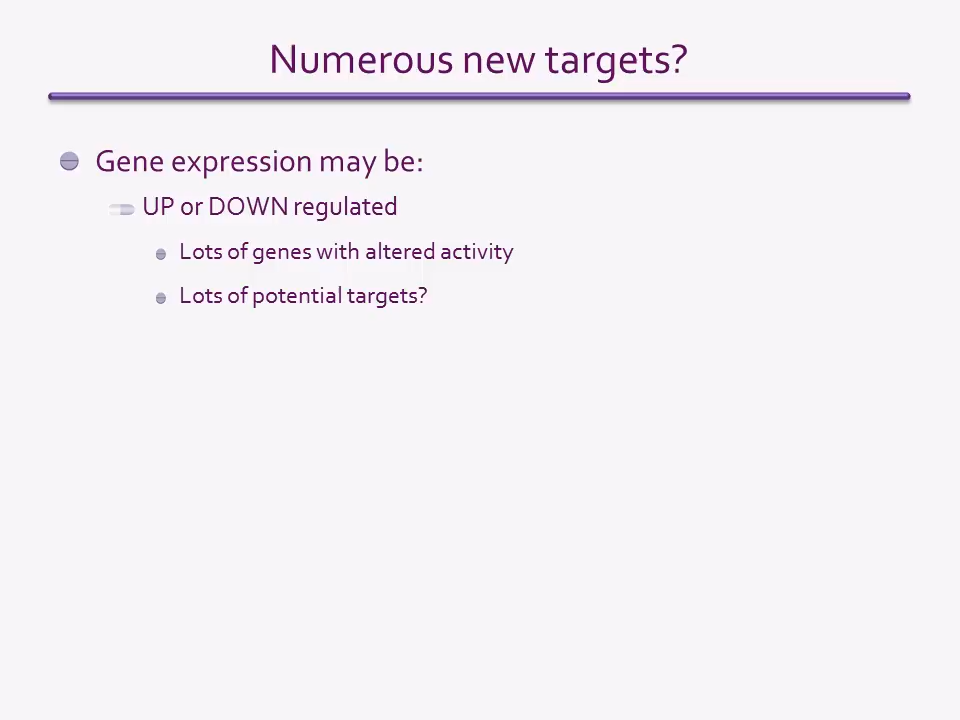 Numerous new targets?
Gene expression may be:
UP or DOWN regulated
Lots of genes with altered activity
Lots of potential targets?